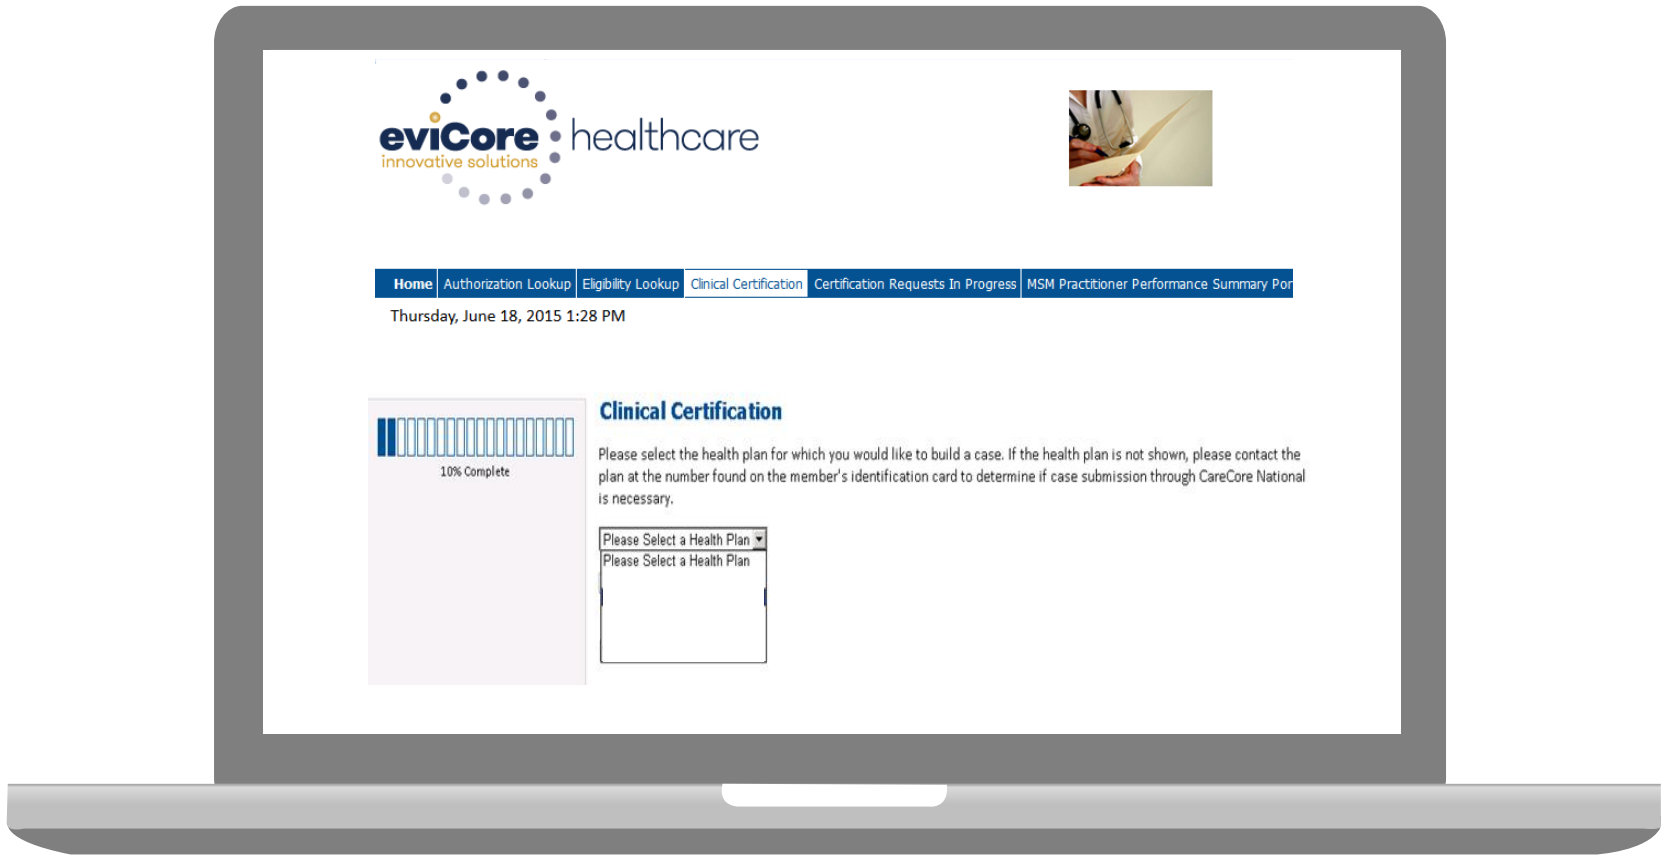 eviCore healthcare
innovative solutions
Home Authorization Lookup Eligibility Lookup Clinical Certification Certification Requests In Progress MSM Practitioner Performance Summary Por
Thursday, June 18, 2015 1:28 PM
10% Complete
Clinical Certification
Please select the health plan for which you would like to build a case. If the health plan is not shown, please contact the
plan at the number found on the member's identification card to determine if case submission through CareCore National
is necessary.
Please Select a Health Plan
Please Select a Health Plan